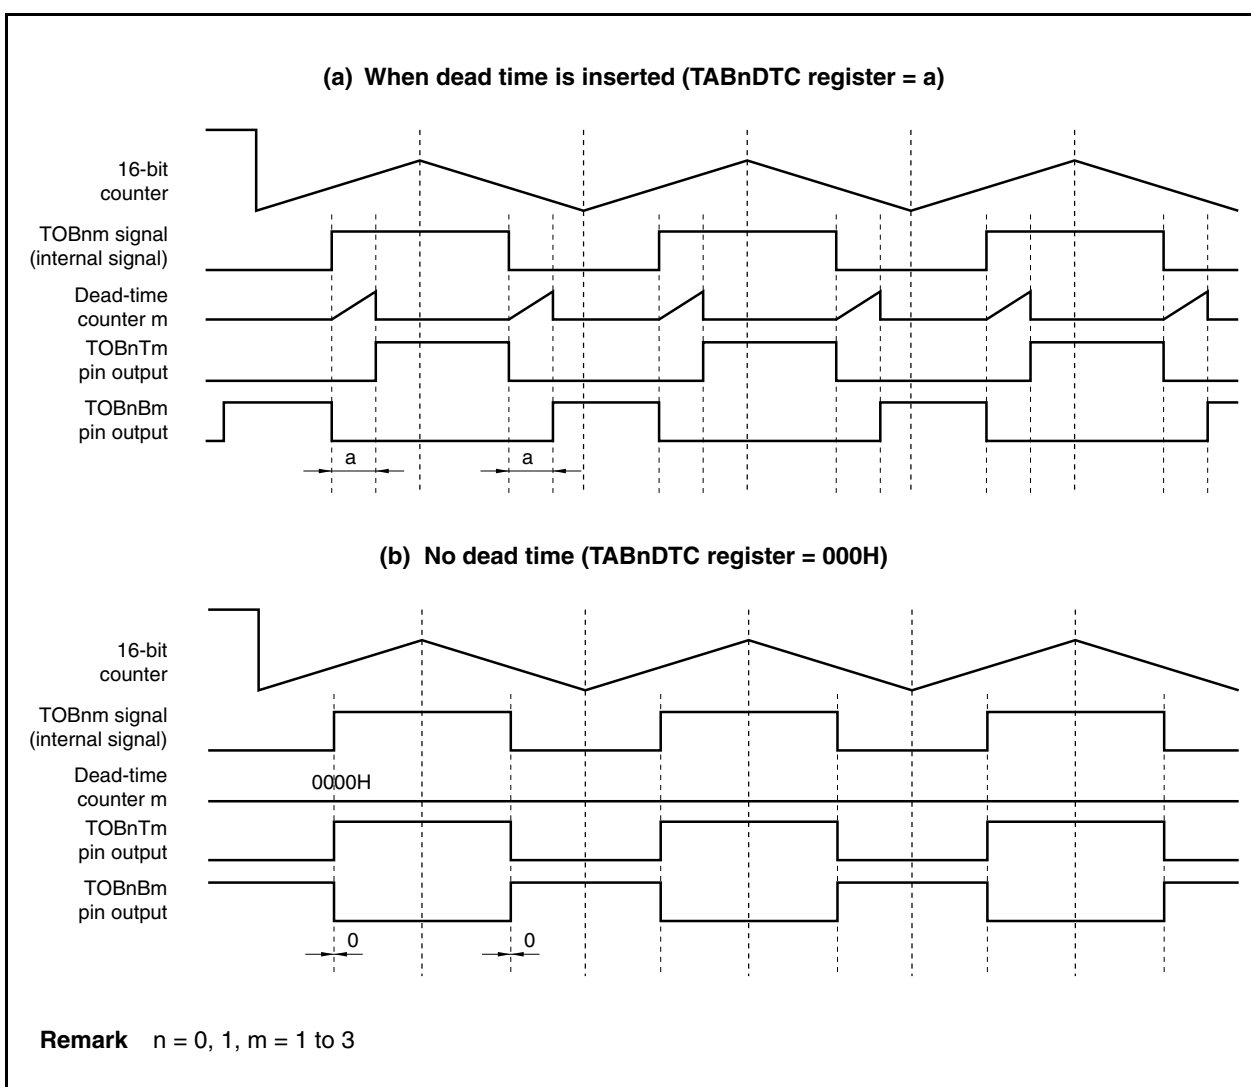 (a) When dead time is inserted (TABnDTC register = a)
16-bit
counter
TOBnm signal
(internal signal)
Dead-time
counter m
TOBnTm
pin output
TOBnBm
pin output
a
a
(b) No dead time (TABnDTC register = 000H)
16-bit
counter
TOBnm signal
(internal signal)
Dead-time
counter m
0000H
TOBnTm
pin output
TOBnBm
pin output
0
0
Remark n = 0, 1, m = 1 to 3